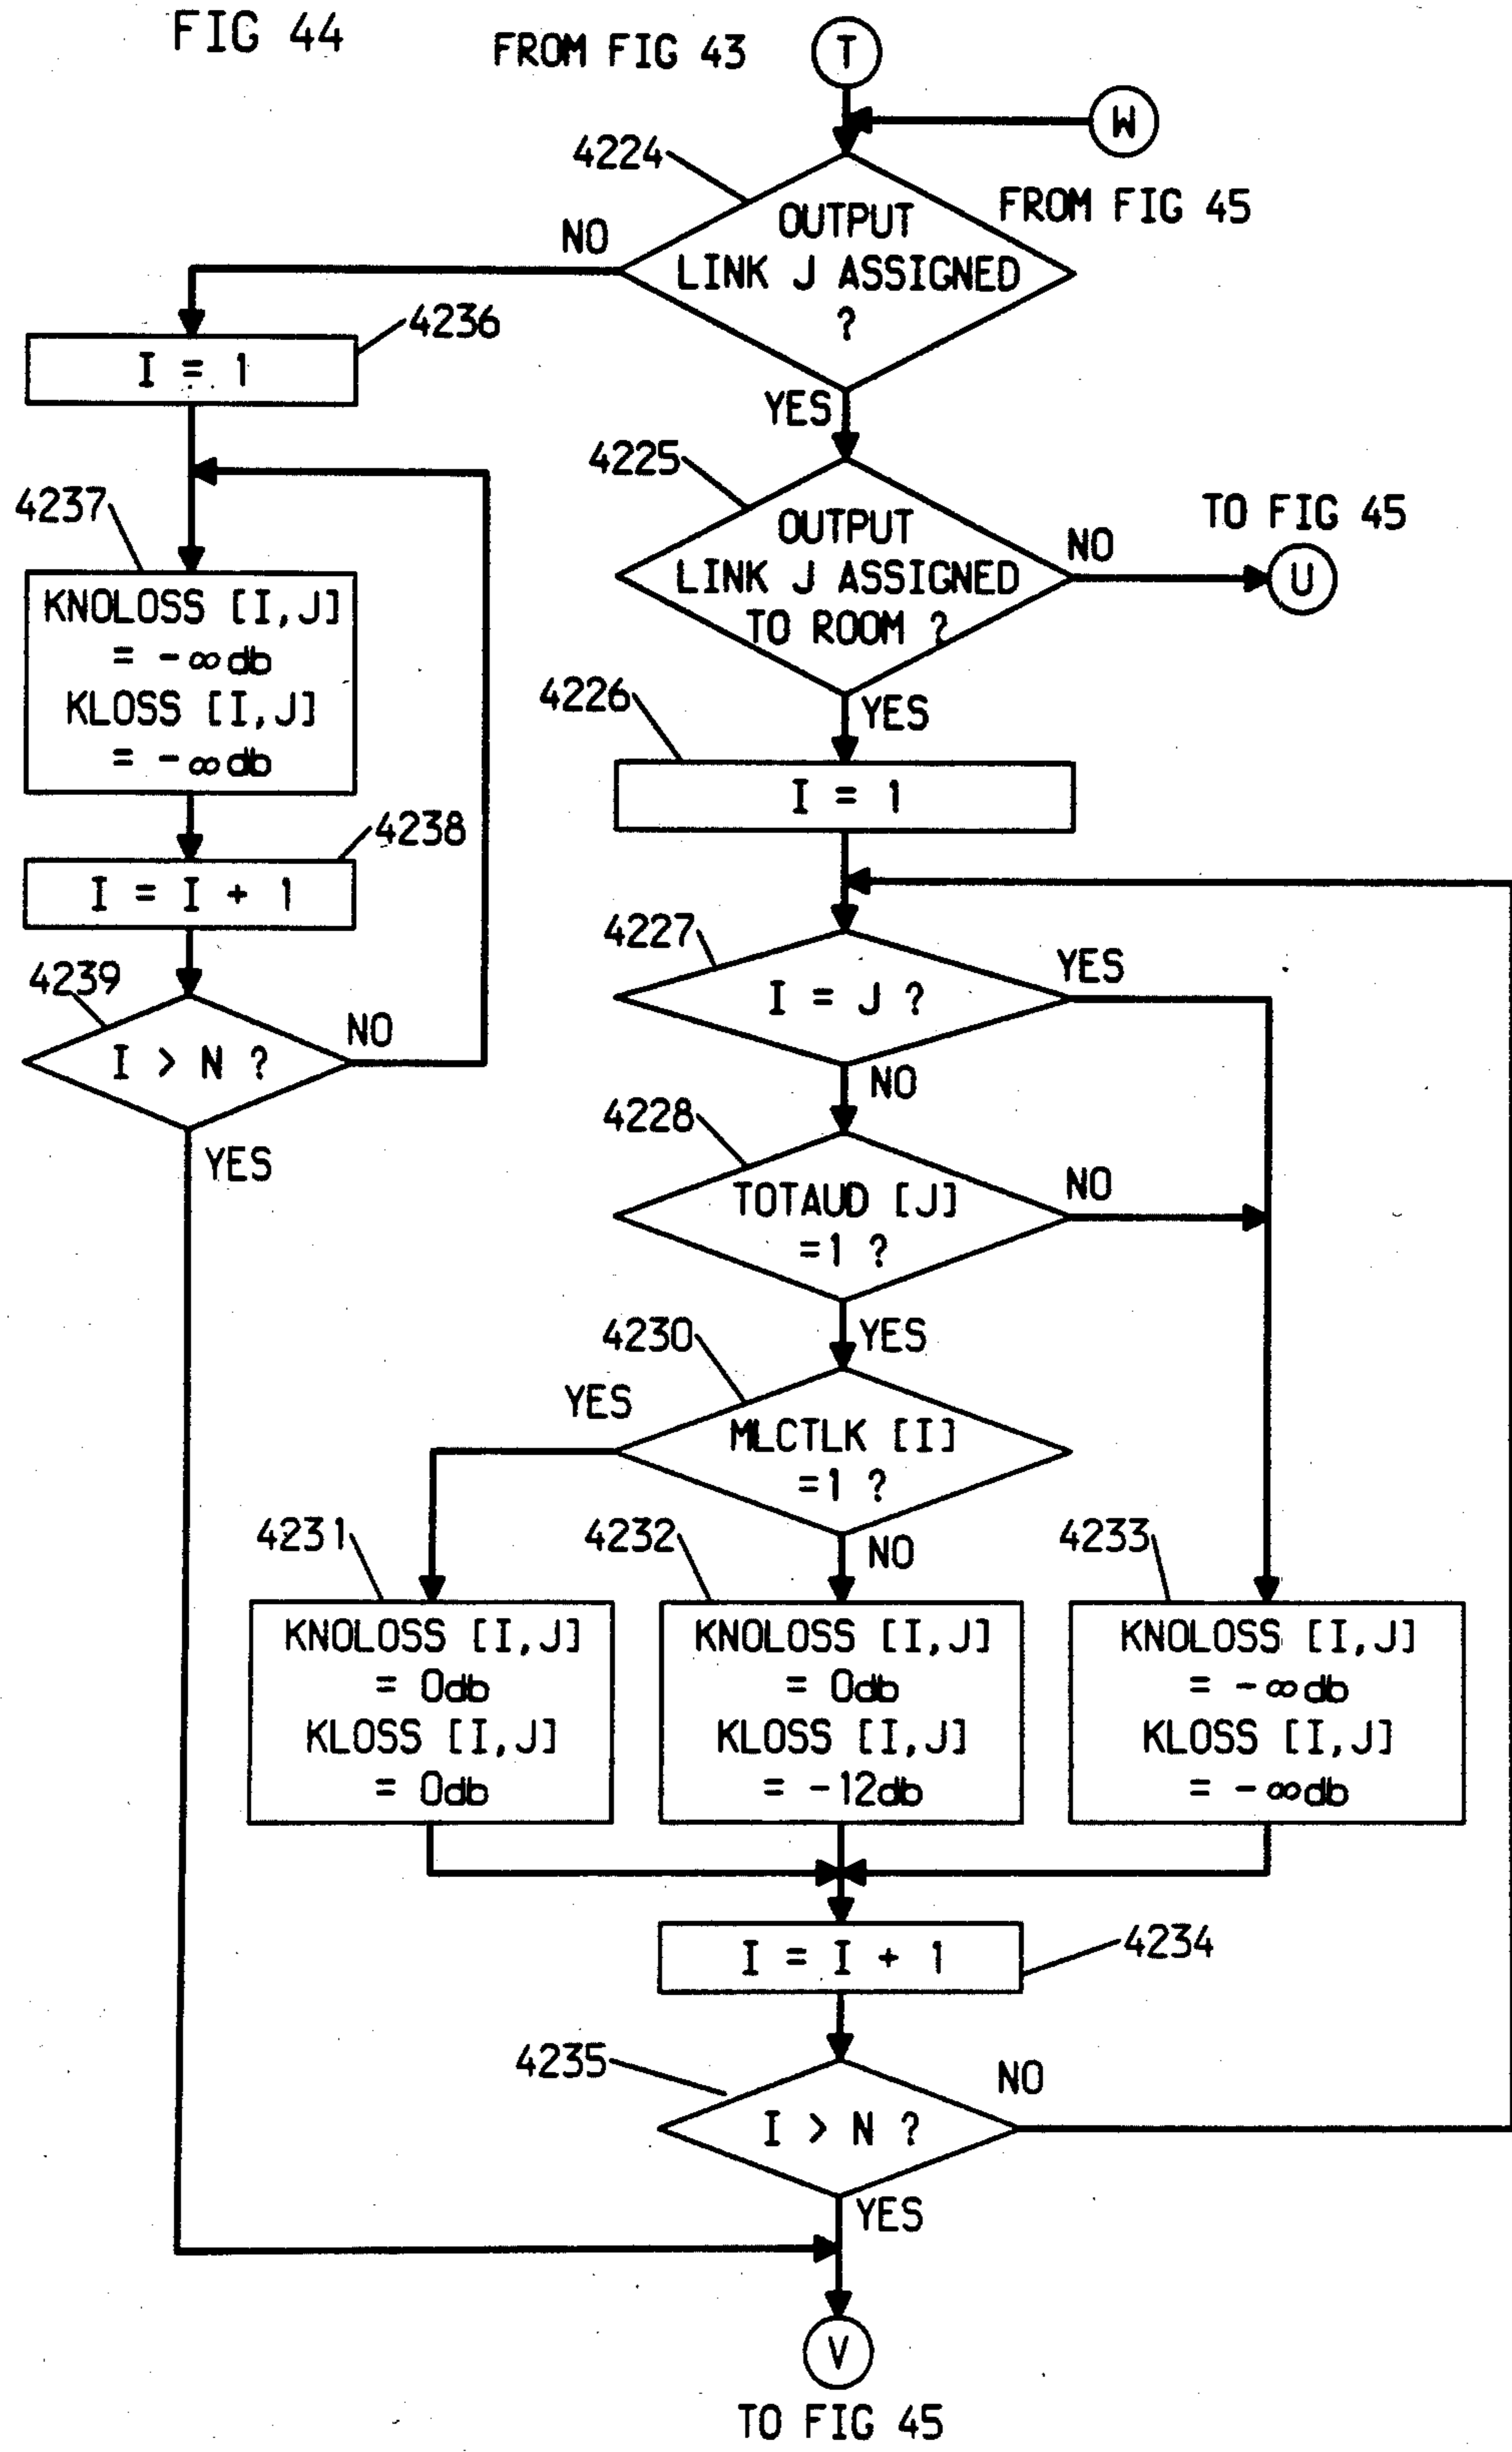 FIG 44
FROM FIG 43
T
W
FROM FIG 45
4224
OUTPUT
LINK J ASSIGNED
?
NO
YES
4236
I = 1
4225
OUTPUT
LINK J ASSIGNED
TO ROOM ?
NO
TO FIG 45
U
YES
4237
KNOLOSS [I,J]
= -∞db
KLOSS [I,J]
= -∞db
4226
I = 1
4238
I = I + 1
4227
I = J ?
YES
NO
4239
I > N ?
NO
YES
4228
TOTAUD [J]
=1 ?
NO
YES
4230
MLCTLK [I]
=1 ?
YES
NO
4231
KNOLOSS [I,J]
= 0db
KLOSS [I,J]
= 0db
4232
KNOLOSS [I,J]
= 0db
KLOSS [I,J]
= -12db
4233
KNOLOSS [I,J]
= -∞db
KLOSS [I,J]
= -∞db
I = I + 1
4234
4235
I > N ?
NO
YES
V
TO FIG 45